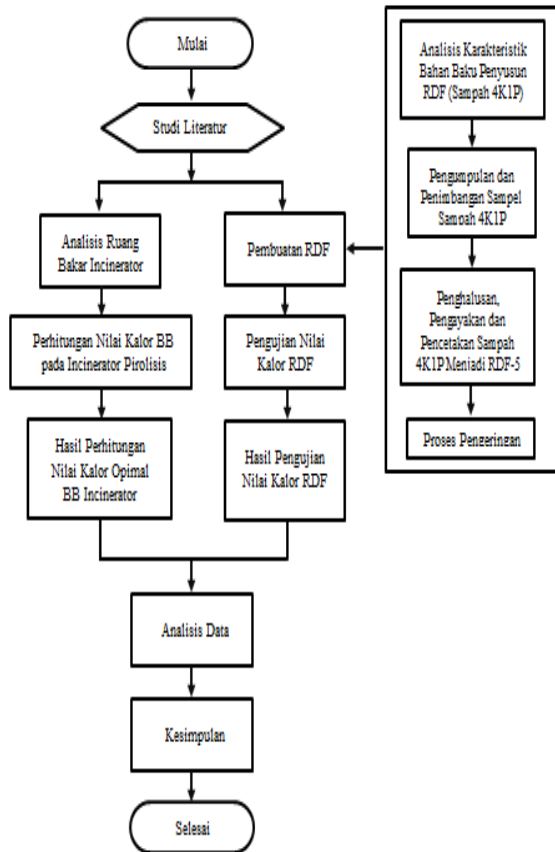 Mulai
Studi Literatur
Analisis Ruang
Bakar Incinerator
Perhitungan Nilai Kalor BB
pada Incinerator Pirolisis
Hasil Perhitungan
Nilai Kalor Opimal
BB Incinerator
Pembuatan RDF
Pengujian Nilai
Kalor RDF
Hasil Pengujian
Nilai Kalor RDF
Analisis Karakteristik
Bahan Baku Penyusun
RDF (Sampah 4K1P)
Pengumpulan dan
Penimbangan Sampel
Sampah 4K1P
Penghalusan,
Pengayakan dan
Pencetakan Sampah
4K1P Menjadi RDF-5
Proses Pengeringan
Analisis Data
Kesimpulan
Selesai